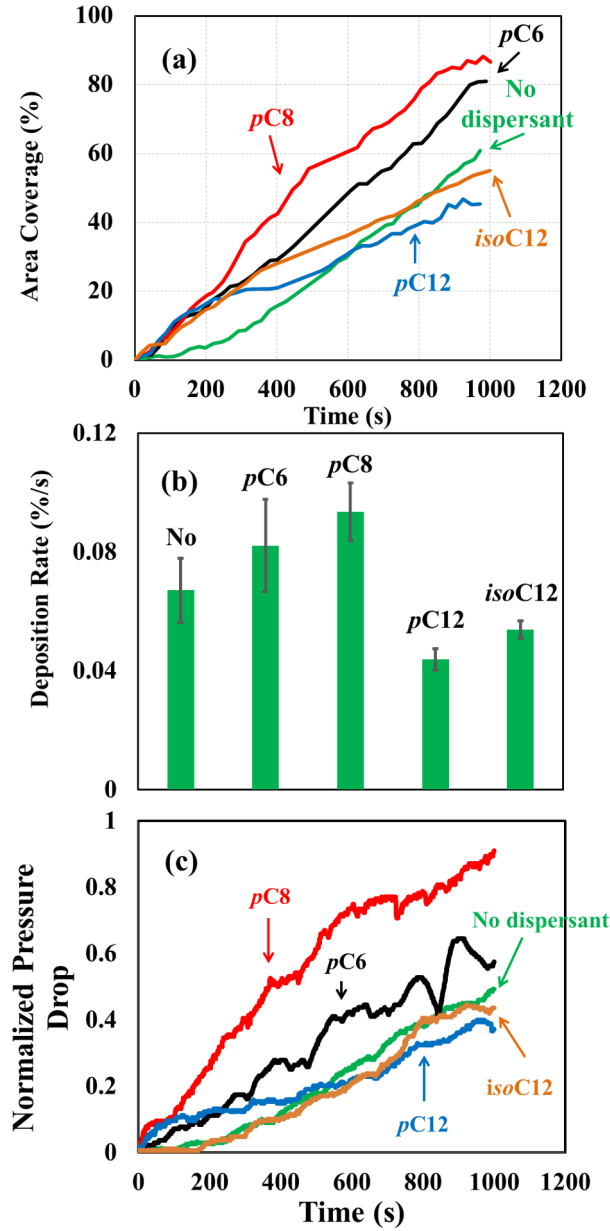 100
80
60
40
20
0
Area Coverage (%)
(a)
pC8
pC6
No
dispersant
isoC12
pC12
0 200 400 600 800 1000 1200
Time (s)
0.12
0.08
0.04
0
Deposition Rate (%/s)
(b)
No
pC6
pC8
pC12
isoC12
1
0.8
0.6
0.4
0.2
0
Normalized Pressure
Drop
(c)
pC8
pC6
No dispersant
isoC12
pC12
0 200 400 600 800 1000 1200
Time (s)